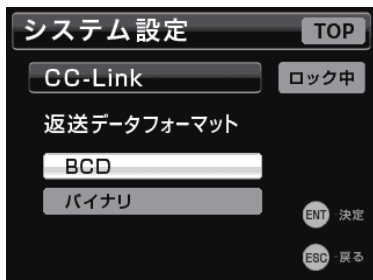 システム設定 TOP
CC-Link ロック中
返送データフォーマット
BCD
バイナリ
ENT 決定
ESC 戻る